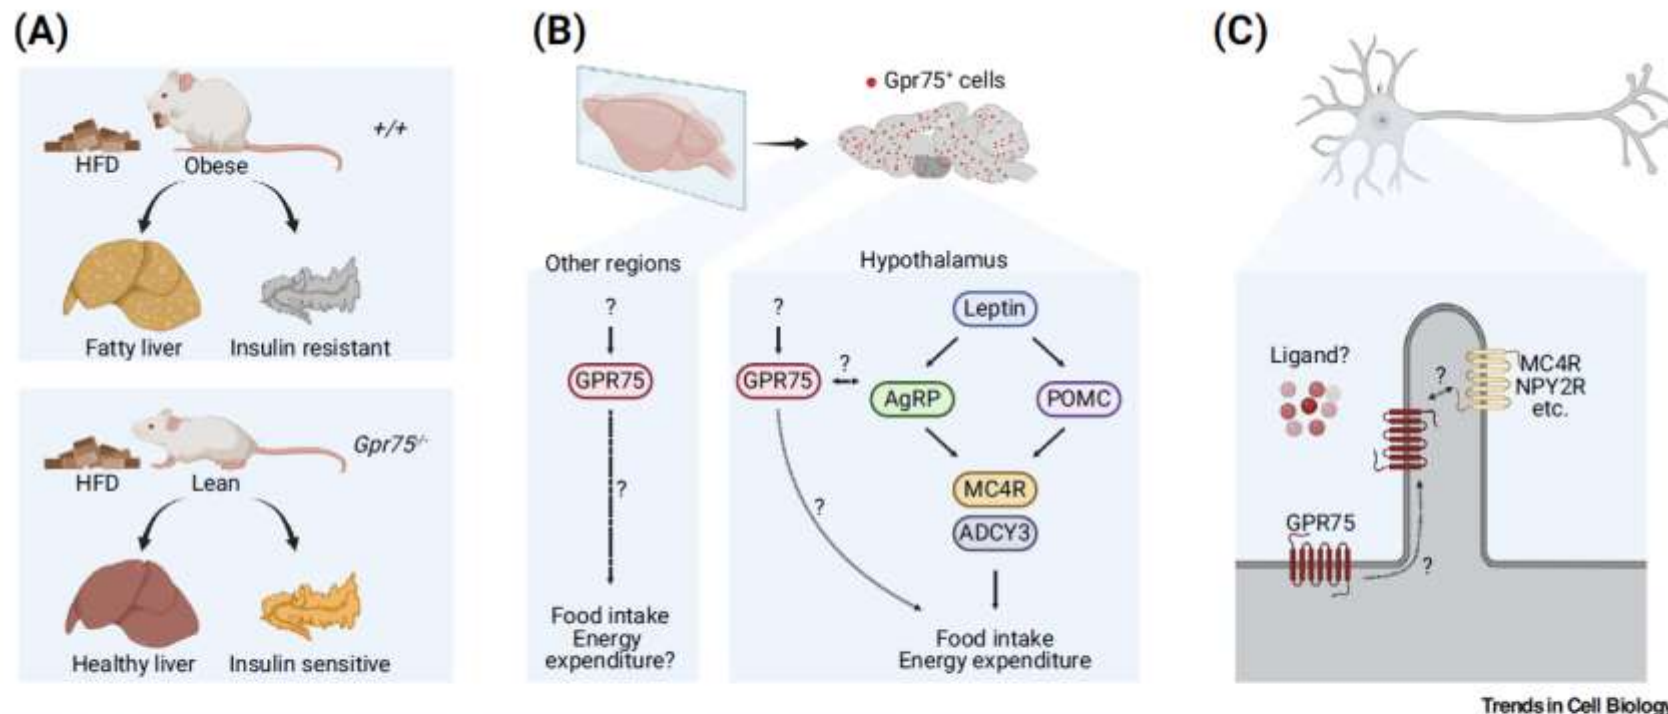 (A)
+/+
HFD
Obese
Fatty liver
Insulin resistant
Gpr75-/-
HFD
Lean
Healthy liver
Insulin sensitive
(B)
Gpr75+ cells
Other regions
?
GPR75
?
Food intake
Energy
expenditure?
Hypothalamus
?
Leptin
GPR75
?
AgRP
POMC
?
MC4R
ADCY3
Food intake
Energy expenditure
(C)
Ligand?
?
MC4R
NPY2R
etc.
GPR75
?
Trends in Cell Biology